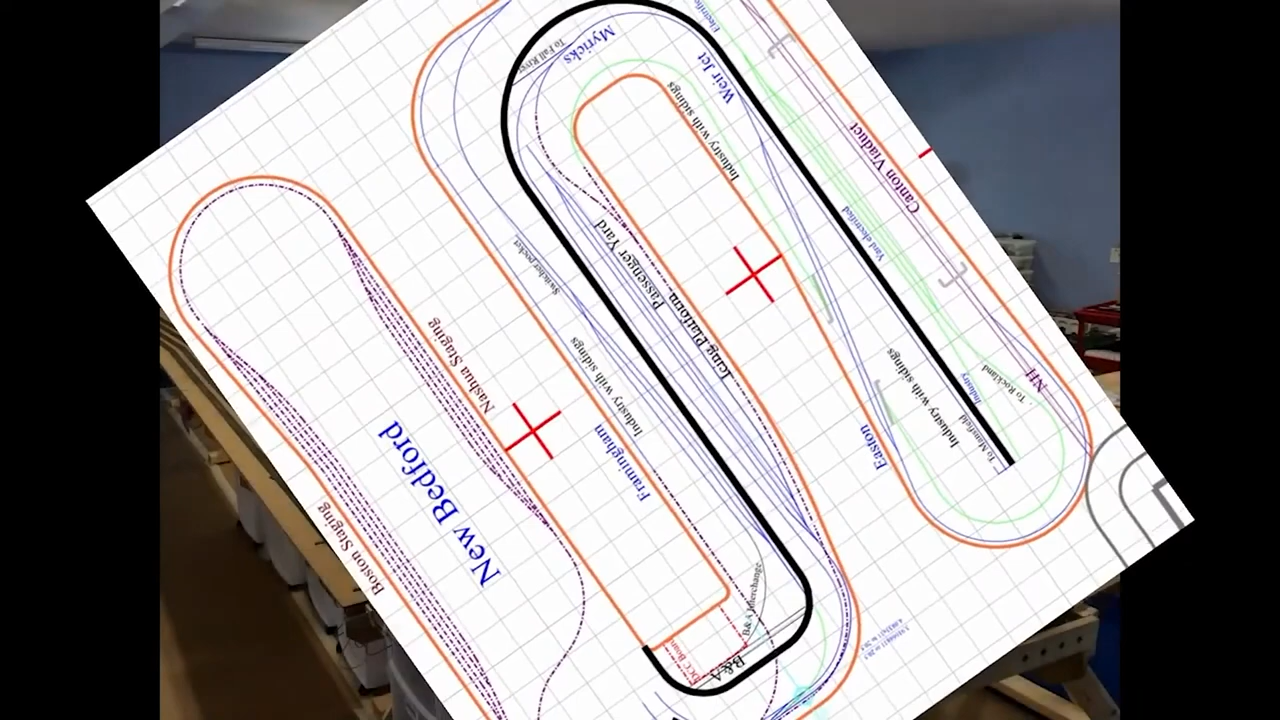 Myricks
To Fall River
Weir Jct
Electrified
Industry with sidings
Canton Viaduct
Yard electrified
Passenger Yard
Icing Platform
Switcher pocket
Industry with sidings
Framingham
Nashua Staging
New Bedford
Boston Staging
Industry with sidings
Easton
NH
To Rockland
Industry
To Mansfield
B&A Interchange
B&A